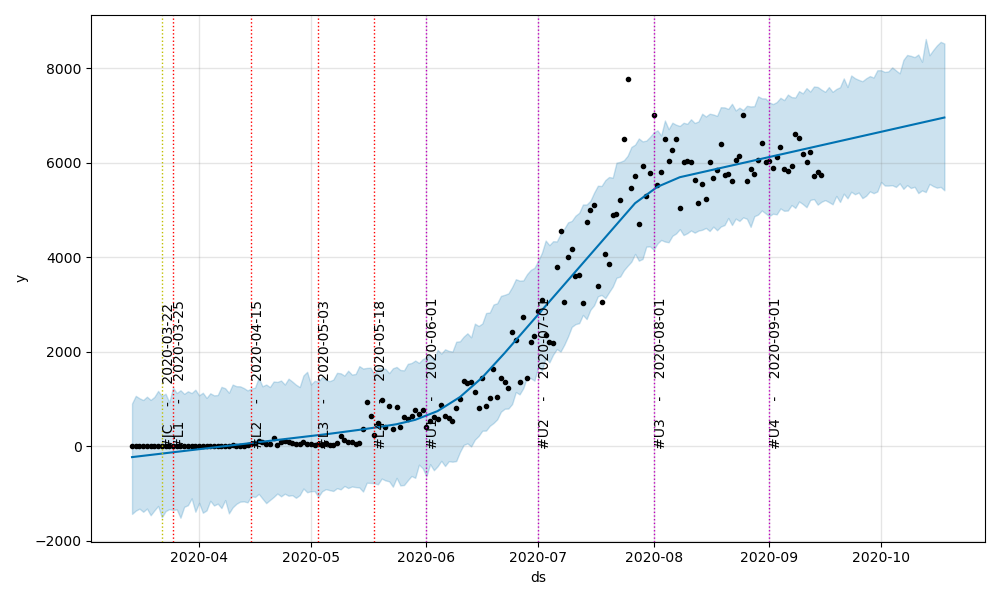 8000
6000
4000
2000
0
−2000
y
#JC - 2020-03-22
#L1 - 2020-03-25
#L2 - 2020-04-15
#L3 - 2020-05-03
#L4 - 2020-05-18
#U1 - 2020-06-01
#U2 - 2020-07-01
#U3 - 2020-08-01
#U4 - 2020-09-01
2020-04 2020-05 2020-06 2020-07 2020-08 2020-09 2020-10
ds